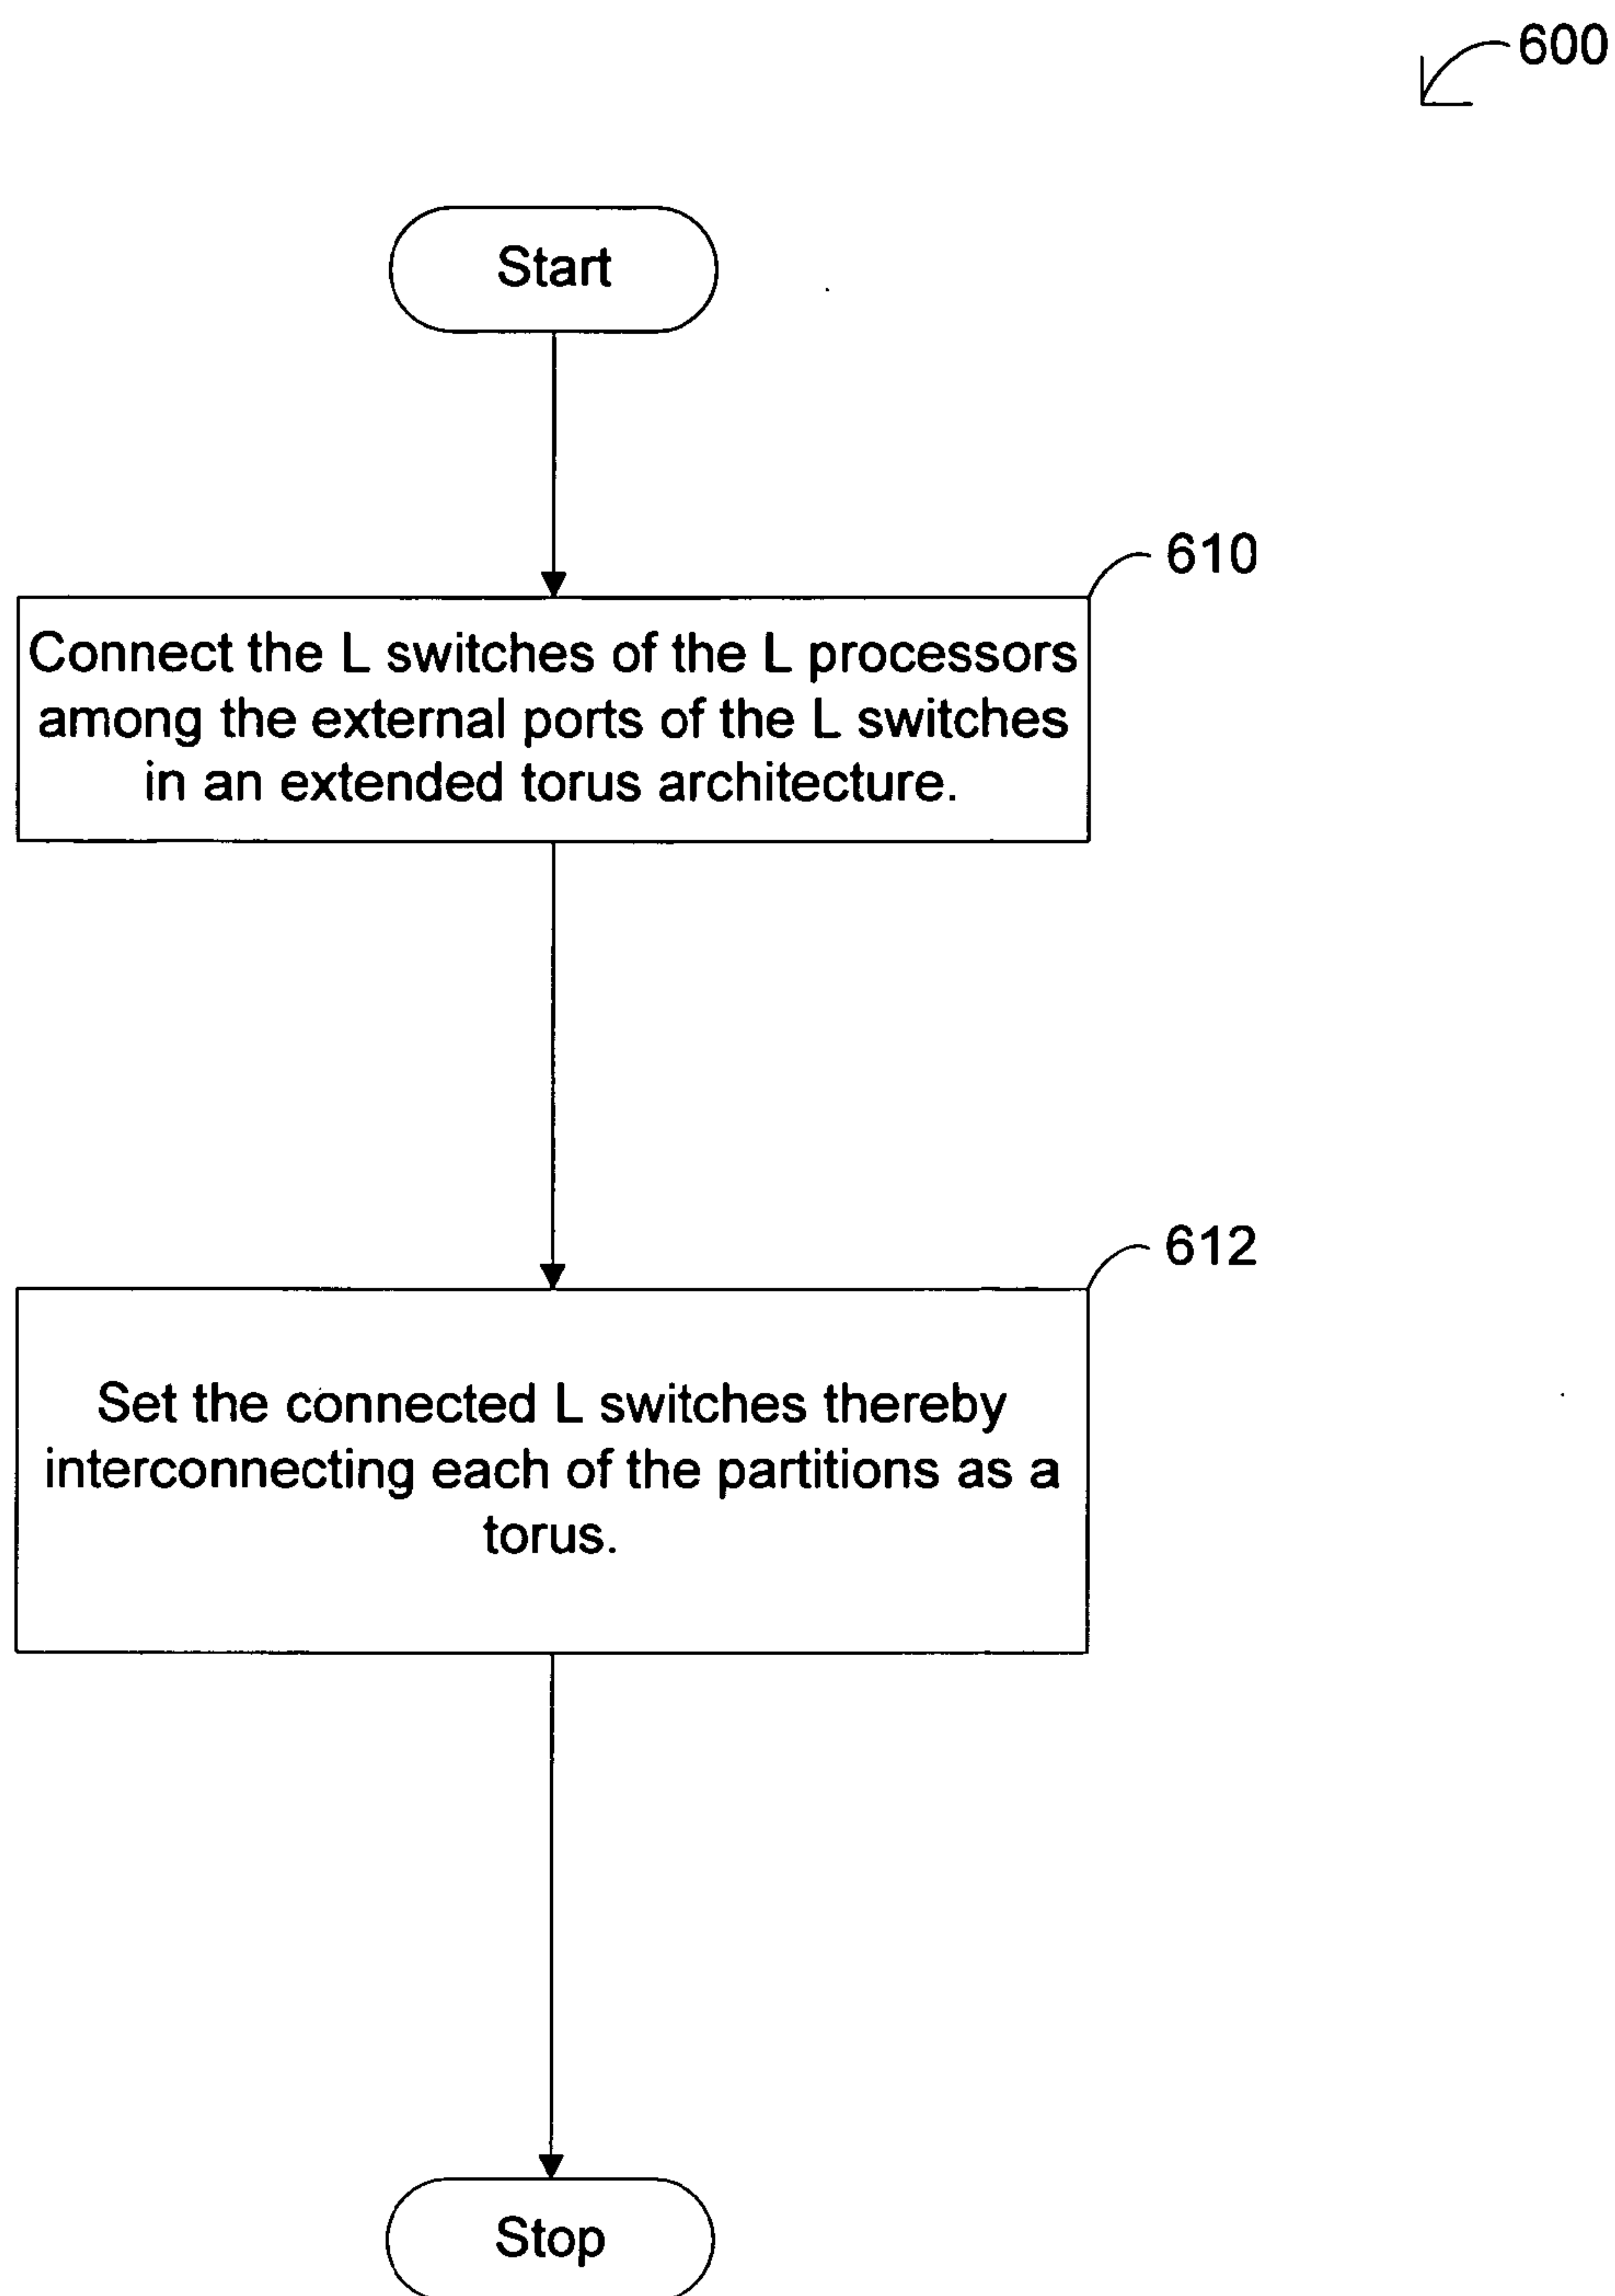 600
Start
610
Connect the L switches of the L processors
among the external ports of the L switches
in an extended torus architecture.
612
Set the connected L switches thereby
interconnecting each of the partitions as a
torus.
Stop